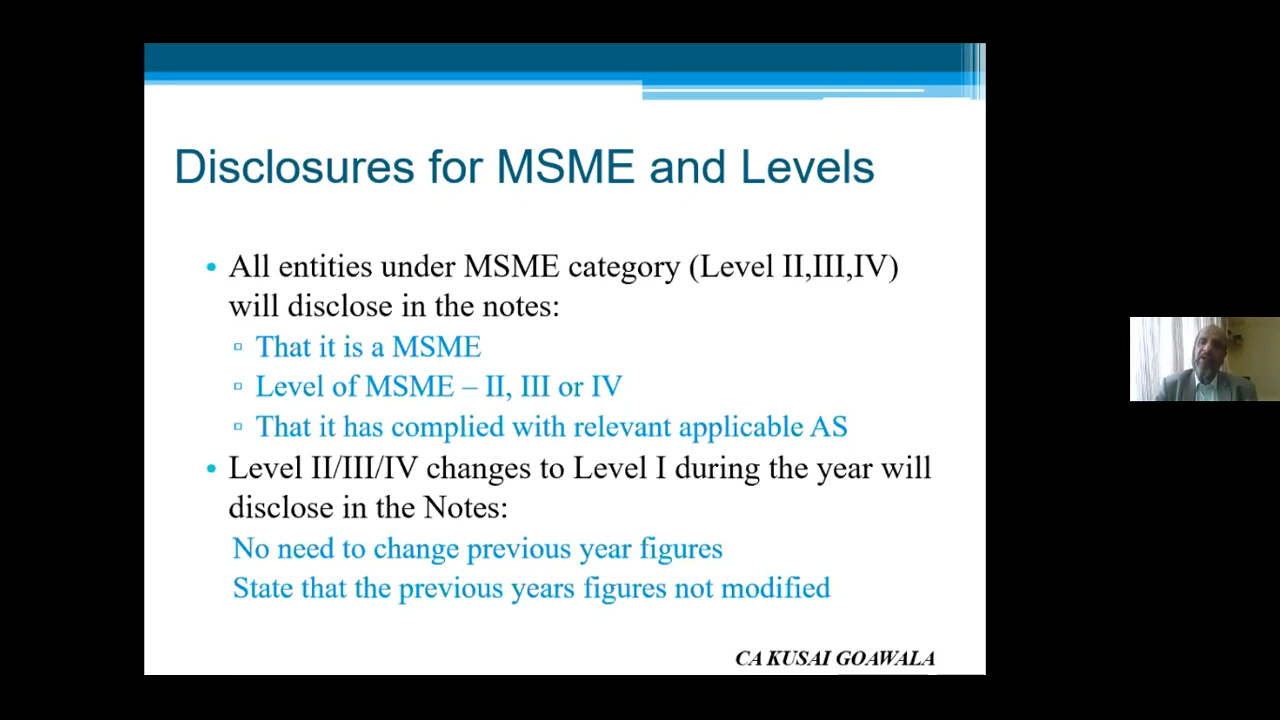 Disclosures for MSME and Levels
• All entities under MSME category (Level II,III,IV)
will disclose in the notes:
▫ That it is a MSME
▫ Level of MSME – II, III or IV
▫ That it has complied with relevant applicable AS
• Level II/III/IV changes to Level I during the year will
disclose in the Notes:
No need to change previous year figures
State that the previous years figures not modified
CA KUSAI GOAWALA